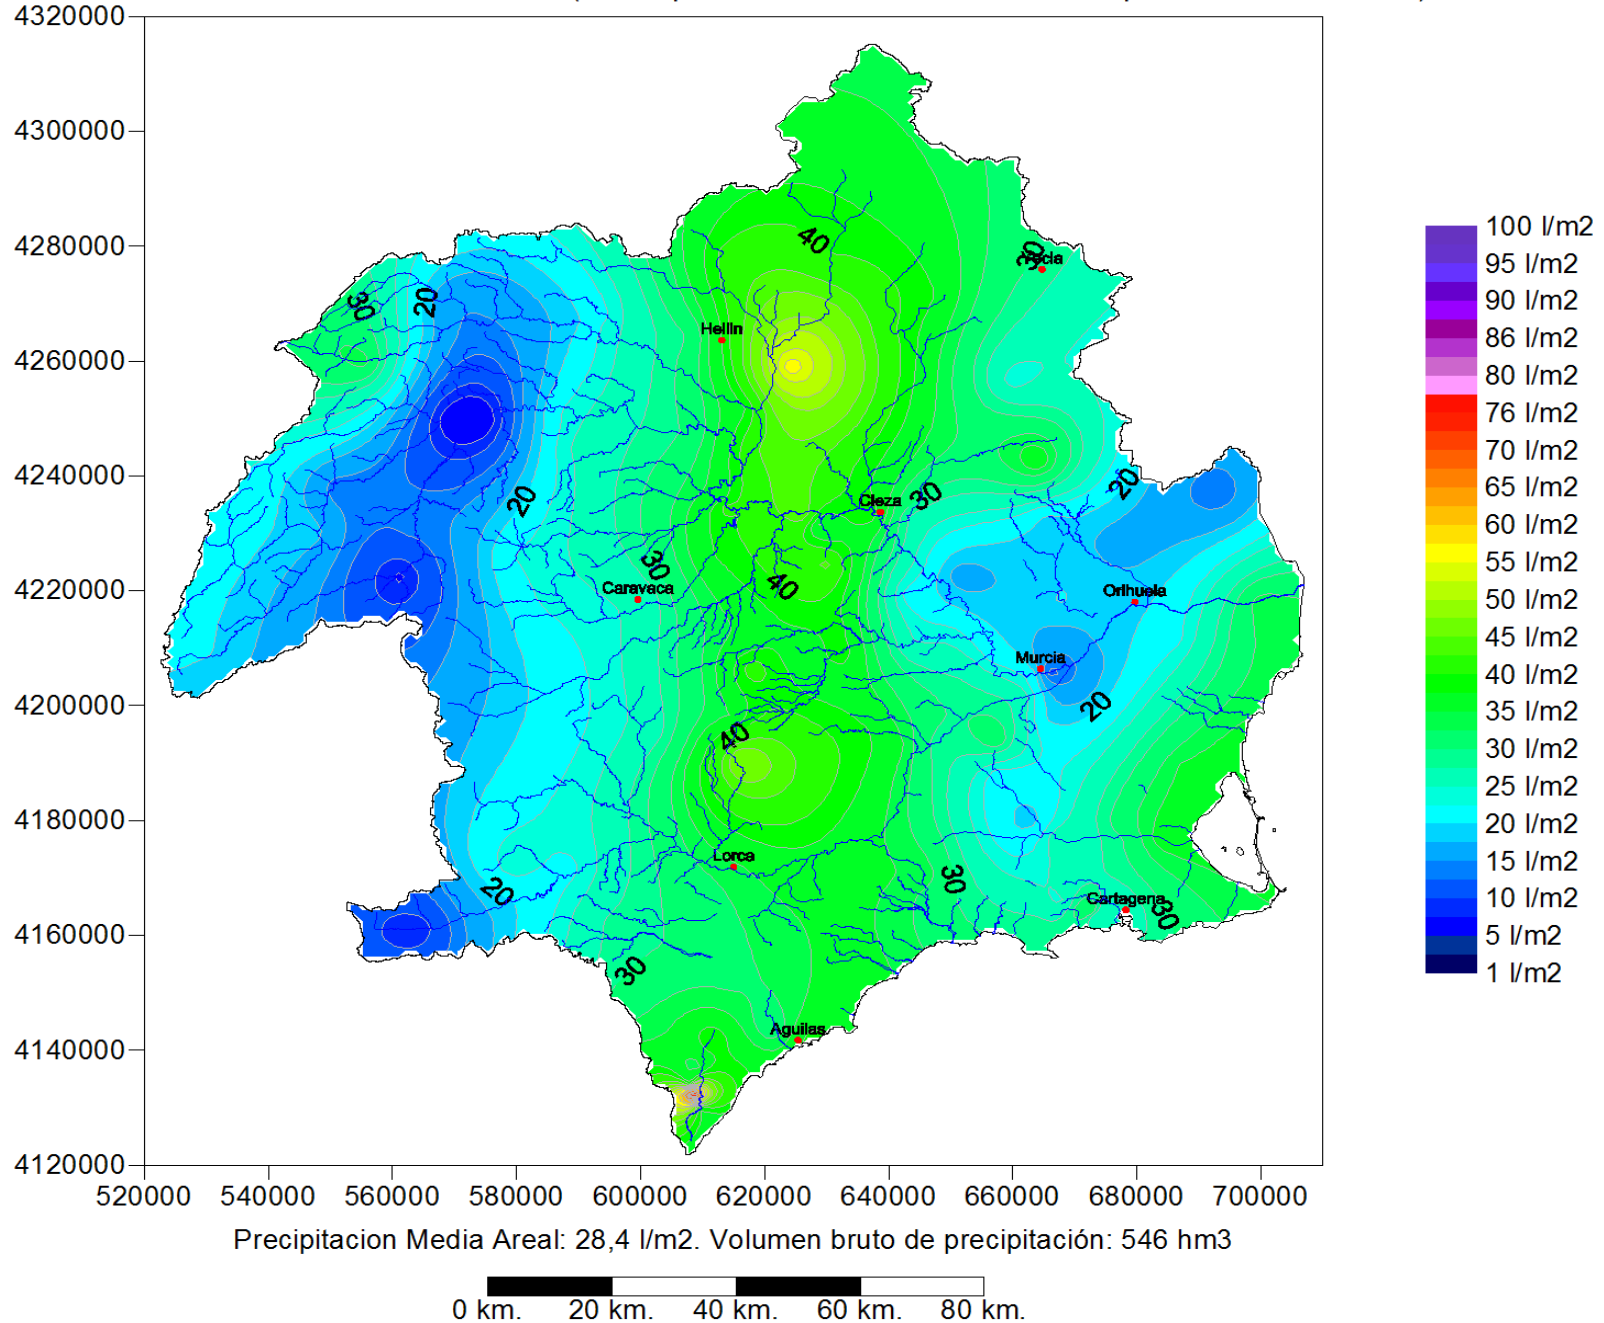 4320000
4300000
4280000
4260000
4240000
4220000
4200000
4180000
4160000
4140000
4120000
520000 540000 560000 580000 600000 620000 640000 660000 680000 700000
40
30
Yecla
30
20
Hellin
20
20
Cieza
30
30
Caravaca
40
Orihuela
Murcia
20
40
Lorca
20
30
Cartagena
30
30
Aguilas
100 l/m2
95 l/m2
90 l/m2
86 l/m2
80 l/m2
76 l/m2
70 l/m2
65 l/m2
60 l/m2
55 l/m2
50 l/m2
45 l/m2
40 l/m2
35 l/m2
30 l/m2
25 l/m2
20 l/m2
15 l/m2
10 l/m2
5 l/m2
1 l/m2
Precipitacion Media Areal: 28,4 l/m2. Volumen bruto de precipitación: 546 hm3
0 km. 20 km. 40 km. 60 km. 80 km.